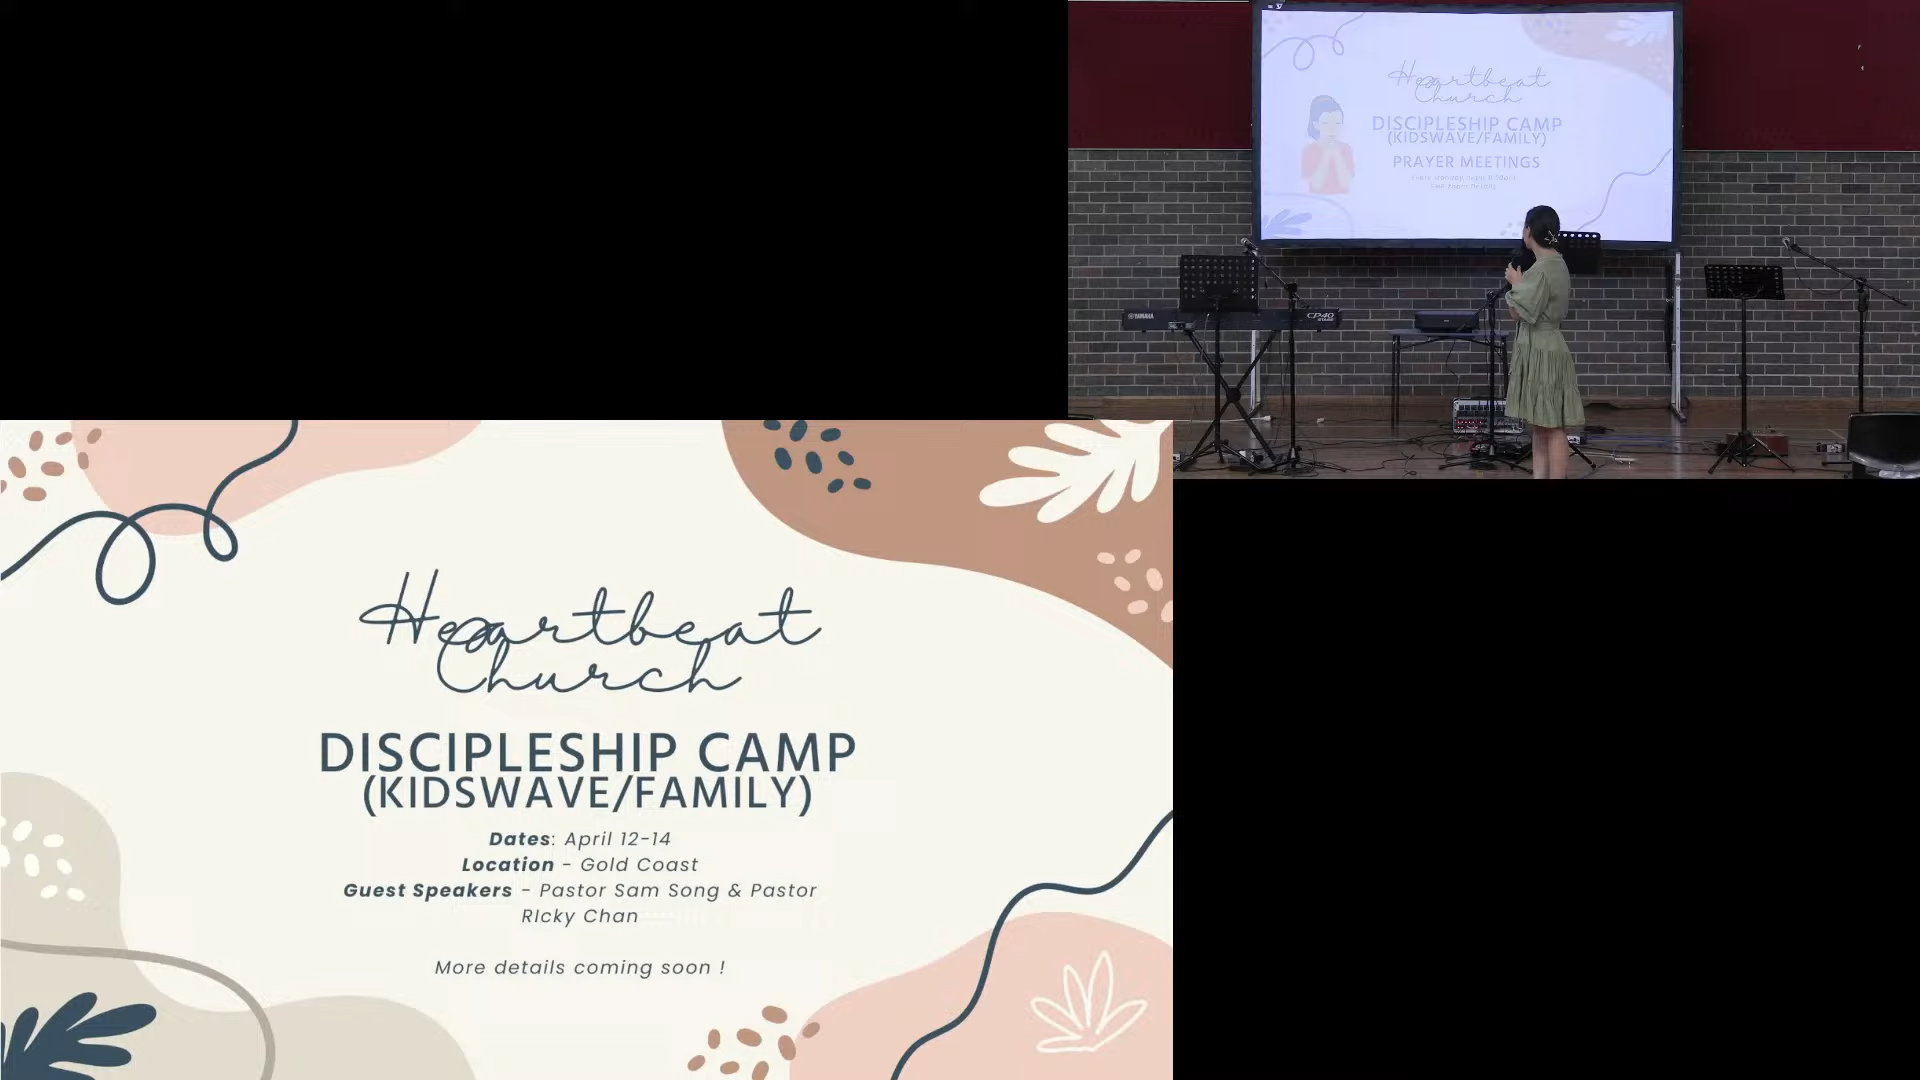 Heartbeat
Church
DISCIPLESHIP CAMP
(KIDSWAVE/FAMILY)
PRAYER MEETINGS
YAMAHA
CP40
STAGE
Heartbeat
Church
DISCIPLESHIP CAMP
(KIDSWAVE/FAMILY)
Dates: April 12-14
Location - Gold Coast
Guest Speakers - Pastor Sam Song & Pastor
RIcky Chan
More details coming soon !